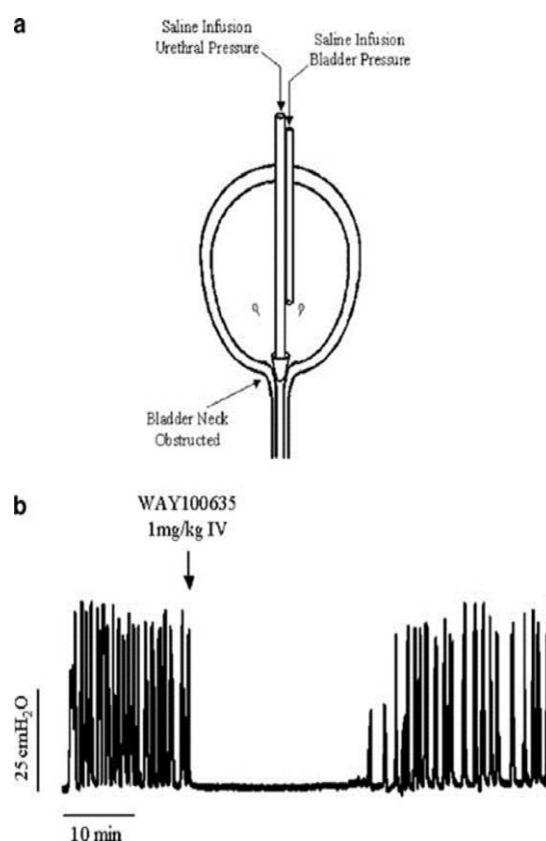 a
Saline Infusion
Urethral Pressure
Saline Infusion
Bladder Pressure
Bladder Neck
Obstructed
b
WAY100635
1mg/kg IV
25 cmH₂O
10 min